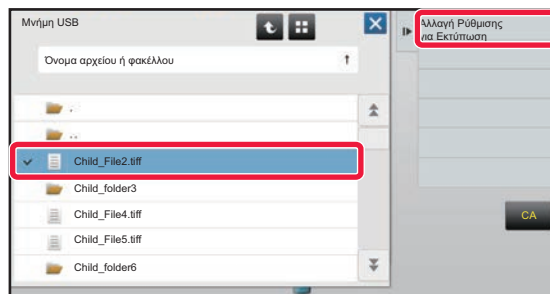 Μνήμη USB
Όνομα αρχείου ή φακέλλου
.
..
Child_File2.tiff
Child_folder3
Child_File4.tiff
Child_File5.tiff
Child_folder6
Αλλαγή Ρύθμισης
για Εκτύπωση
CA